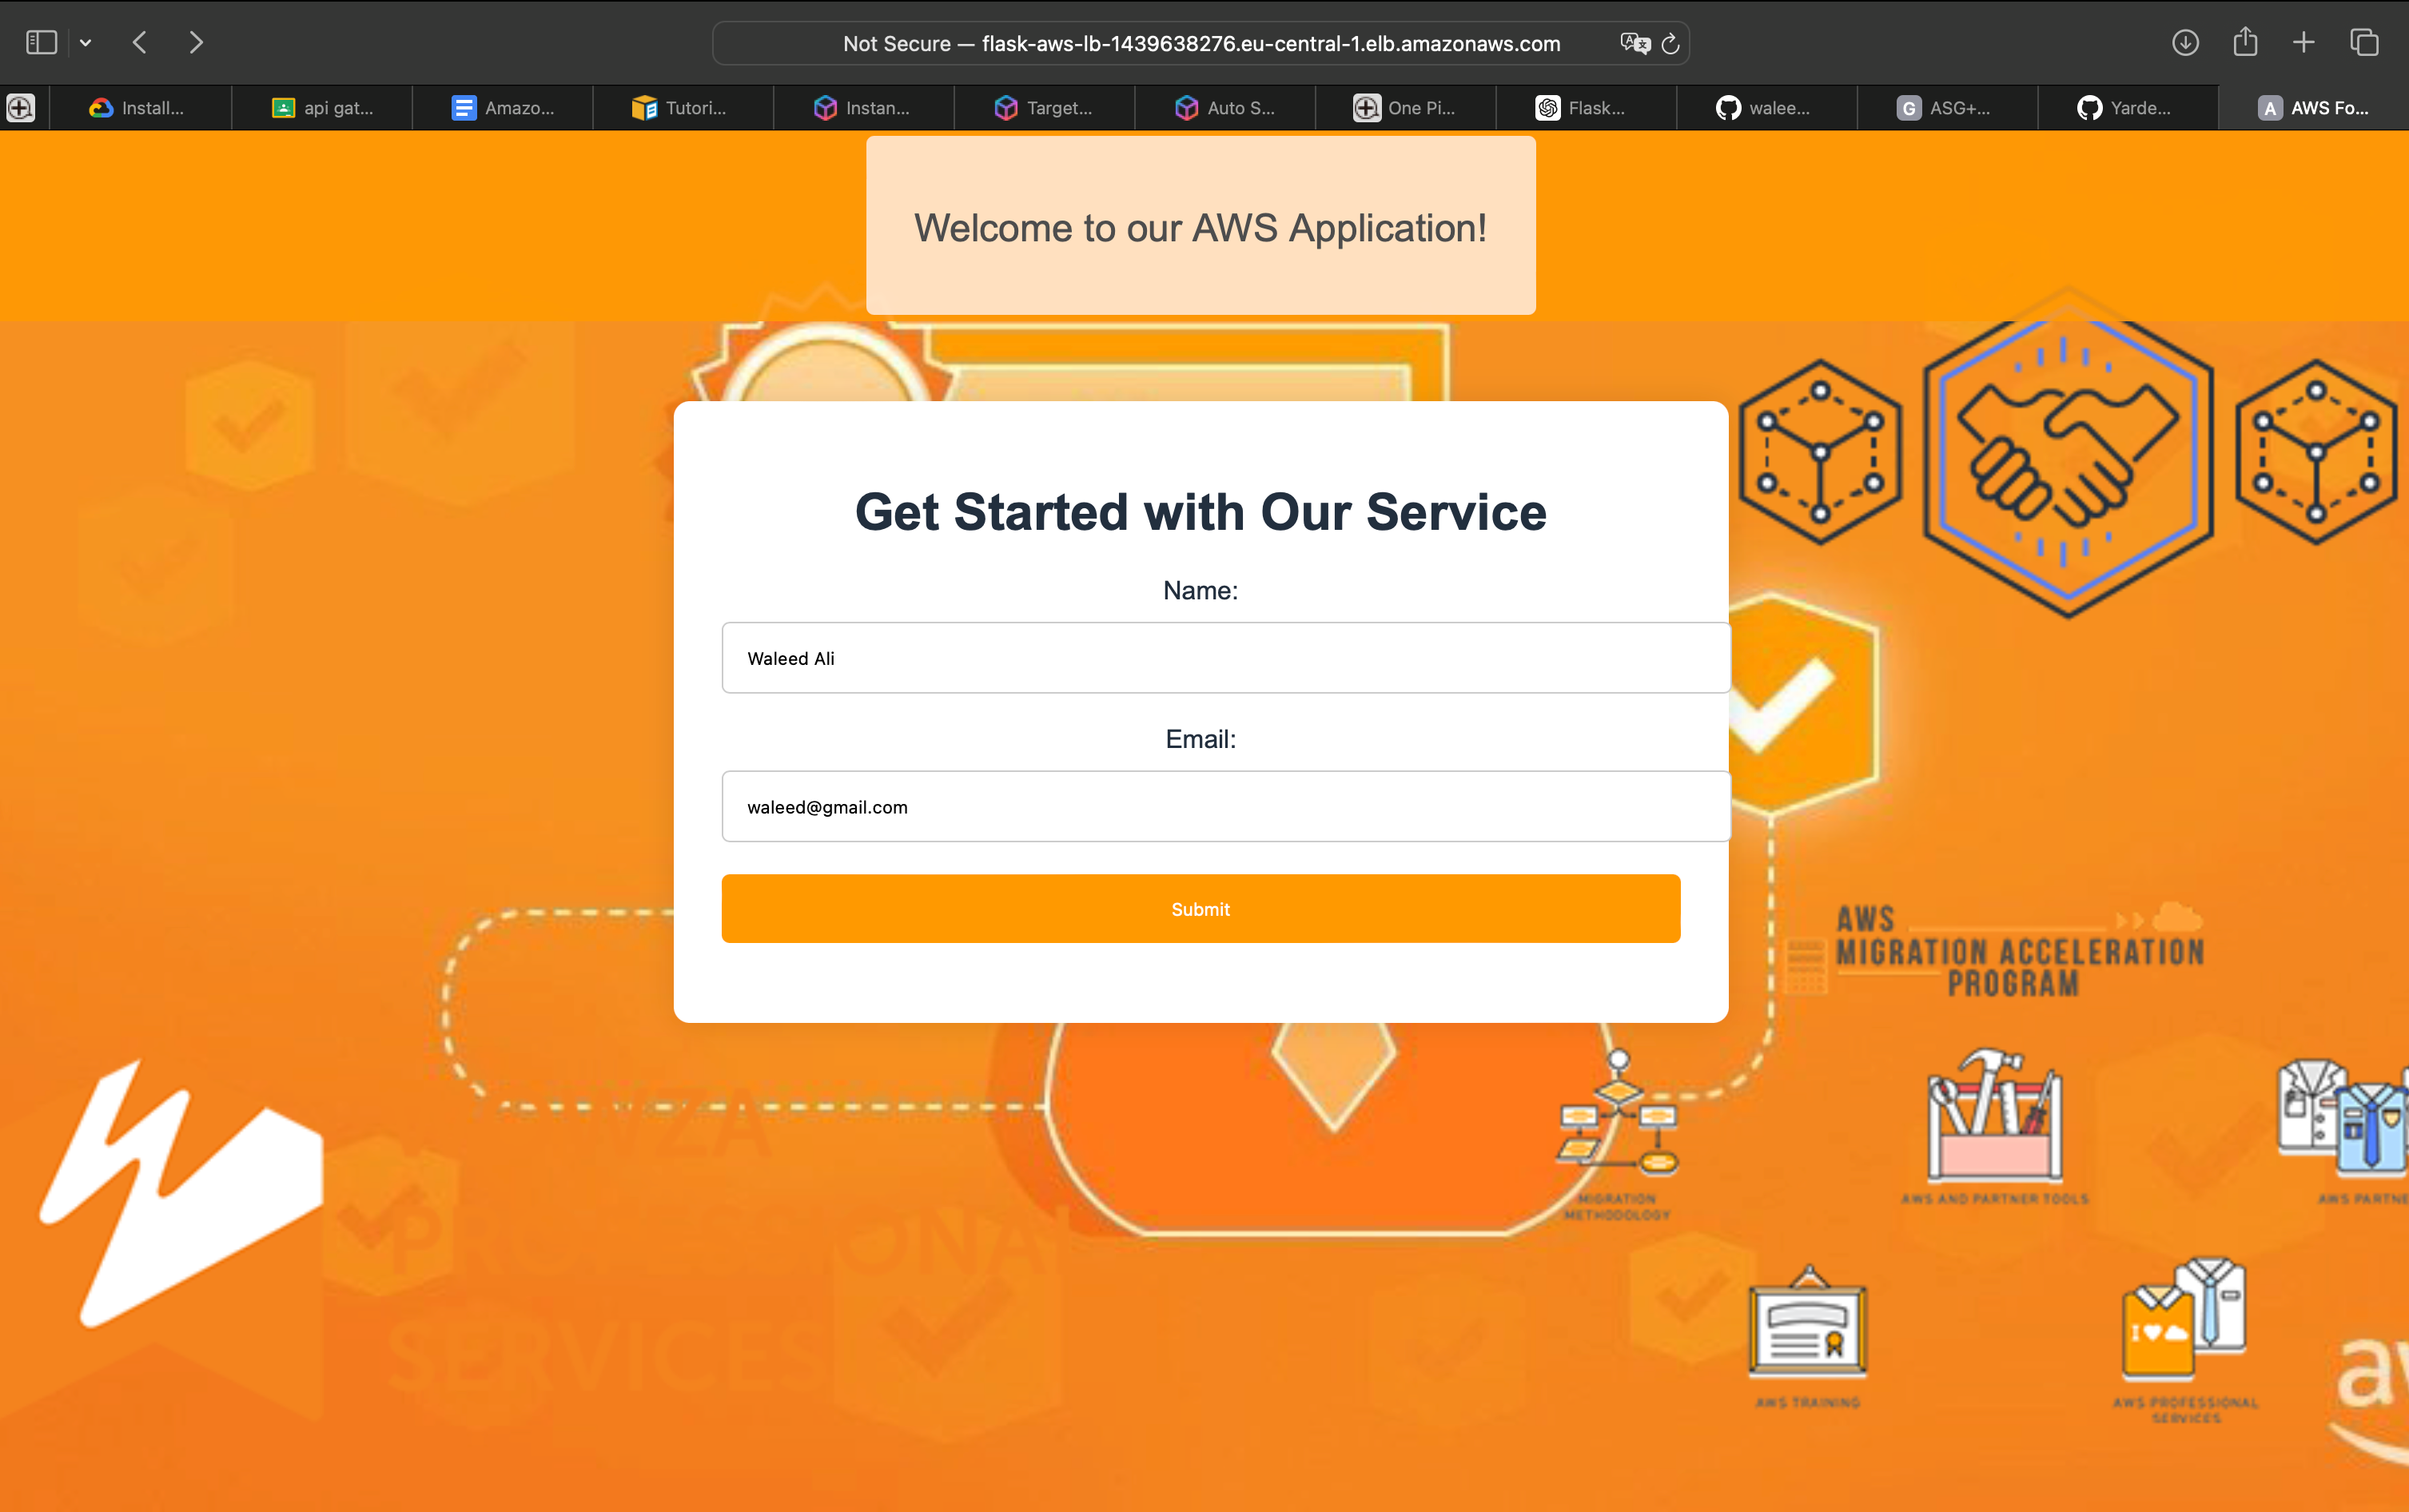 Not Secure — flask-aws-lb-1439638276.eu-central-1.elb.amazonaws.com
Install...
api gat...
Amazo...
Tutori...
Instan...
Target...
Auto S...
One Pi...
Flask...
walee...
G ASG+...
Yarde...
A AWS Fo...
Welcome to our AWS Application!
Get Started with Our Service
Name:
Waleed Ali
Email:
waleed@gmail.com
Submit
AWS
MIGRATION ACCELERATION
PROGRAM
MIGRATION
METHODOLOGY
AWS AND PARTNER TOOLS
AWS PARTNE
SERVICES
I
AWS TRAINING
AWS PROFESSIONAL
SERVICES